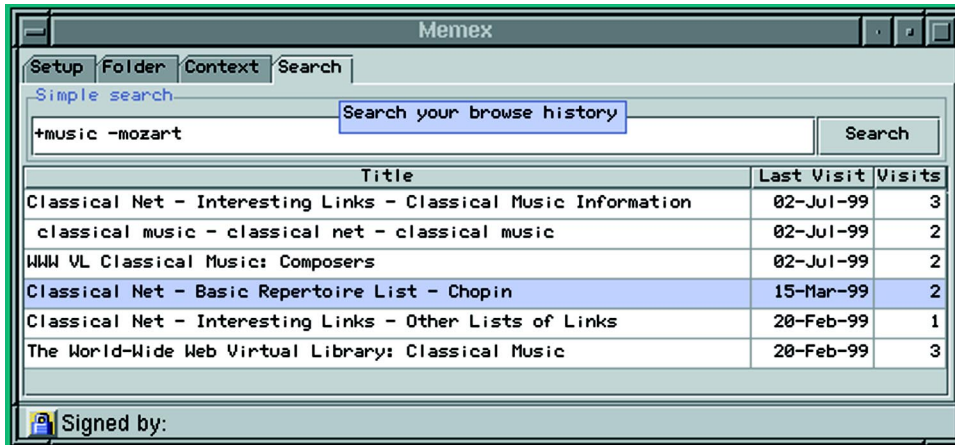 Memex
Setup Folder Context Search
Simple search
Search your browse history
+music -mozart Search
Title Last Visit Visits
Classical Net - Interesting Links - Classical Music Information 02-Jul-99 3
classical music - classical net - classical music 02-Jul-99 2
WWW VL Classical Music: Composers 02-Jul-99 2
Classical Net - Basic Repertoire List - Chopin 15-Mar-99 2
Classical Net - Interesting Links - Other Lists of Links 20-Feb-99 1
The World-Wide Web Virtual Library: Classical Music 20-Feb-99 3
Signed by: